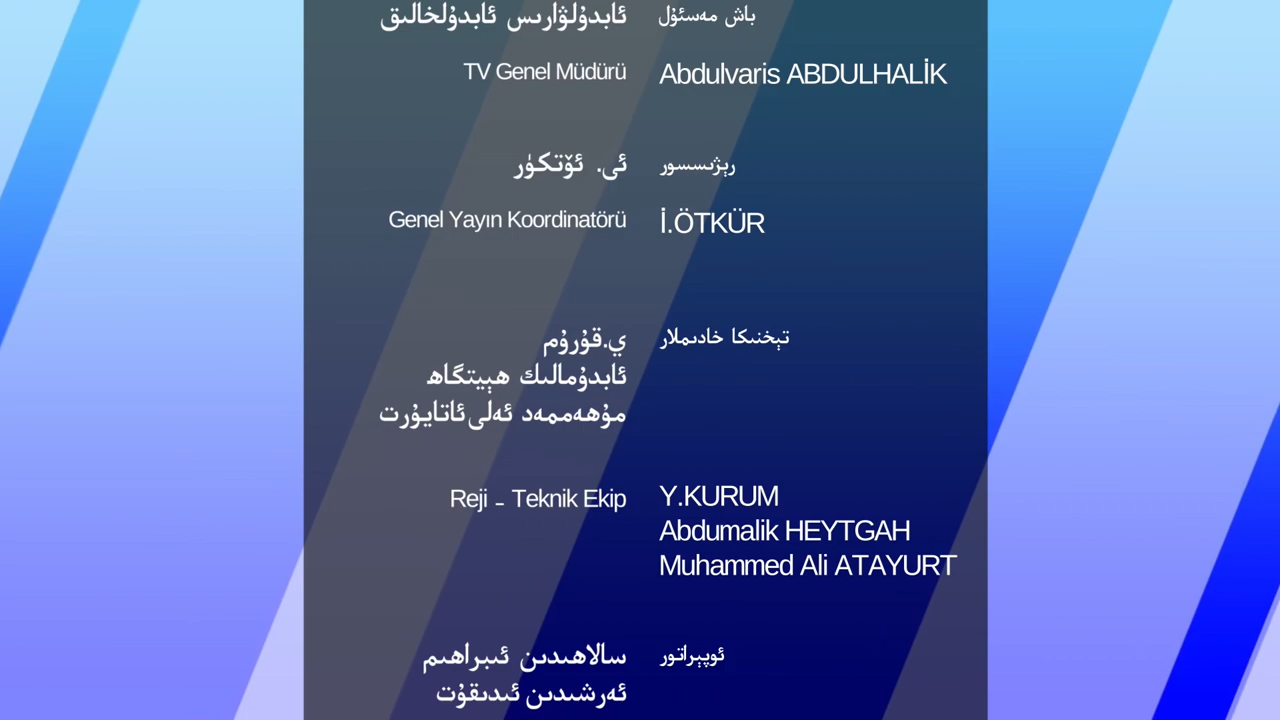 باش مەسئۇل ئابدۇلۋارىس ئابدۇلخالىق
TV Genel Müdürü Abdulvaris ABDULHALİK
رېژىسسور ئى. ئۆتكۈر
Genel Yayın Koordinatörü İ.ÖTKÜR
تېخنىكا خادىملار ي.قۇرۇم
ئابدۇمالىك ھېيتگاھ
مۇھەممەد ئەلى ئاتايۇرت
Reji - Teknik Ekip Y.KURUM
Abdumalik HEYTGAH
Muhammed Ali ATAYURT
ئوپېراتور سالاھىدىن ئىبراھىم
ئەرشىدىن ئىدىقۇت